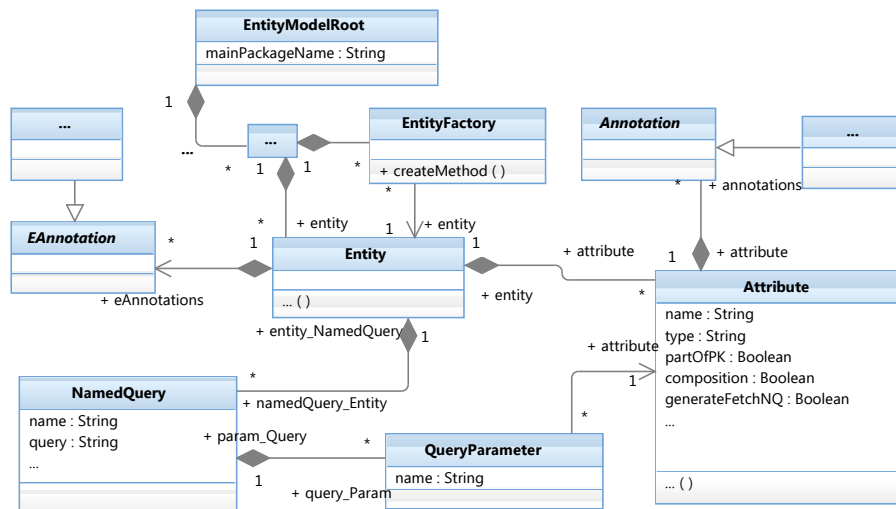 EntityModelRoot
mainPackageName : String
1
...
*
...
...
1
1
*
EntityFactory
+ createMethod ( )
*
1
+ entity
Annotation
...
*
+ annotations
1
+ attribute
EAnnotation
*
+ eAnnotations
1
*
+ entity
Entity
... ( )
1
+ attribute
+ entity
*
Attribute
name : String
type : String
partOfPK : Boolean
composition : Boolean
generateFetchNQ : Boolean
...
... ( )
+ entity_NamedQuery
1
*
+ namedQuery_Entity
+ attribute
1
*
NamedQuery
name : String
query : String
...
+ param_Query
1
*
+ query_Param
QueryParameter
name : String